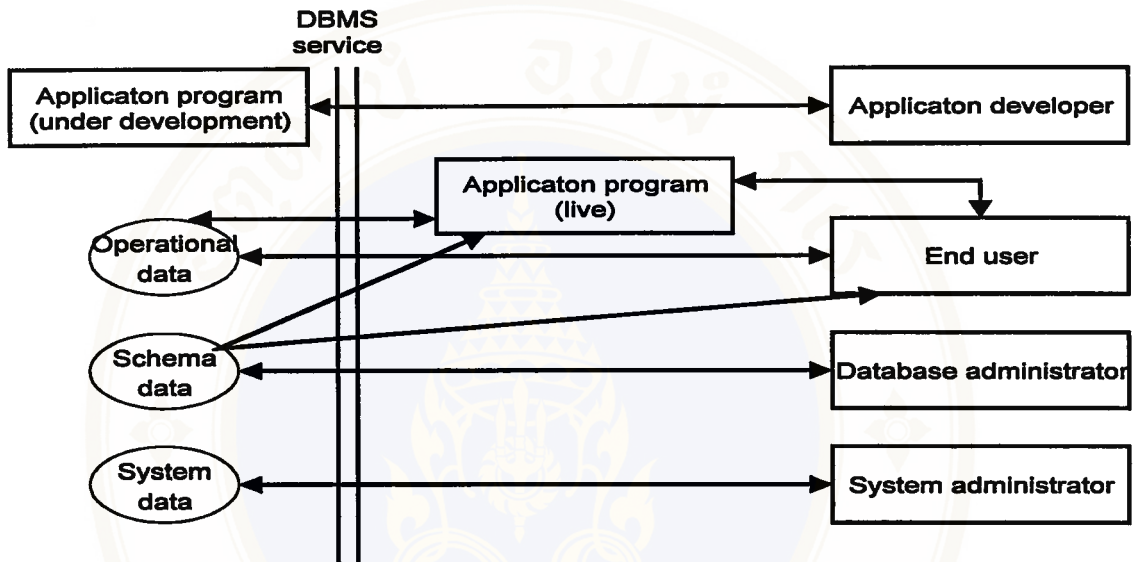 DBMS
service
Applicaton program
(under development)
Applicaton developer
Applicaton program
(live)
Operational
data
End user
Schema
data
Database administrator
System
data
System administrator